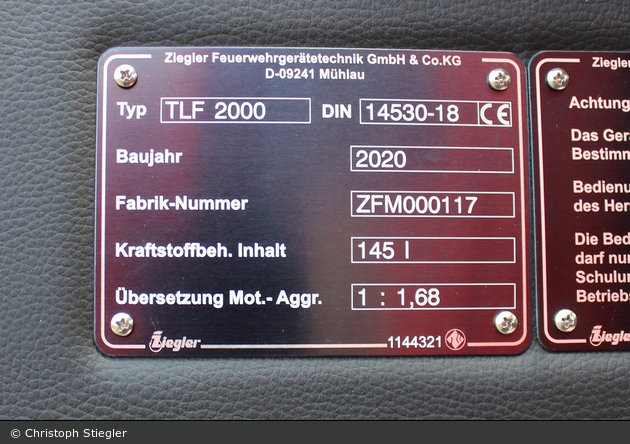 Ziegler Feuerwehrgerätetechnik GmbH & Co.KG
D-09241 Mühlau
Typ TLF 2000 DIN 14530-18 CE
Baujahr 2020
Fabrik-Nummer ZFM000117
Kraftstoffbeh. Inhalt 145 l
Übersetzung Mot.- Aggr. 1 : 1,68
Ziegler 1144321
Ziegler
Achtung
Das Ger
Bestimm
Bedienu
des Her
Die Bed
darf nur
Schulun
Betriebs
Ziegler
© Christoph Stiegler